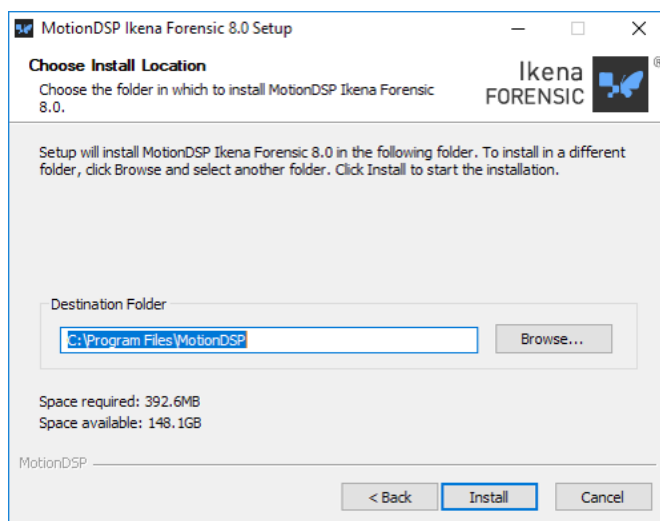 MotionDSP Ikena Forensic 8.0 Setup
Choose Install Location
Choose the folder in which to install MotionDSP Ikena Forensic
8.0.
Ikena ®
FORENSIC
Setup will install MotionDSP Ikena Forensic 8.0 in the following folder. To install in a different
folder, click Browse and select another folder. Click Install to start the installation.
Destination Folder
C:\Program Files\MotionDSP
Browse...
Space required: 392.6MB
Space available: 148.1GB
MotionDSP
< Back
Install
Cancel